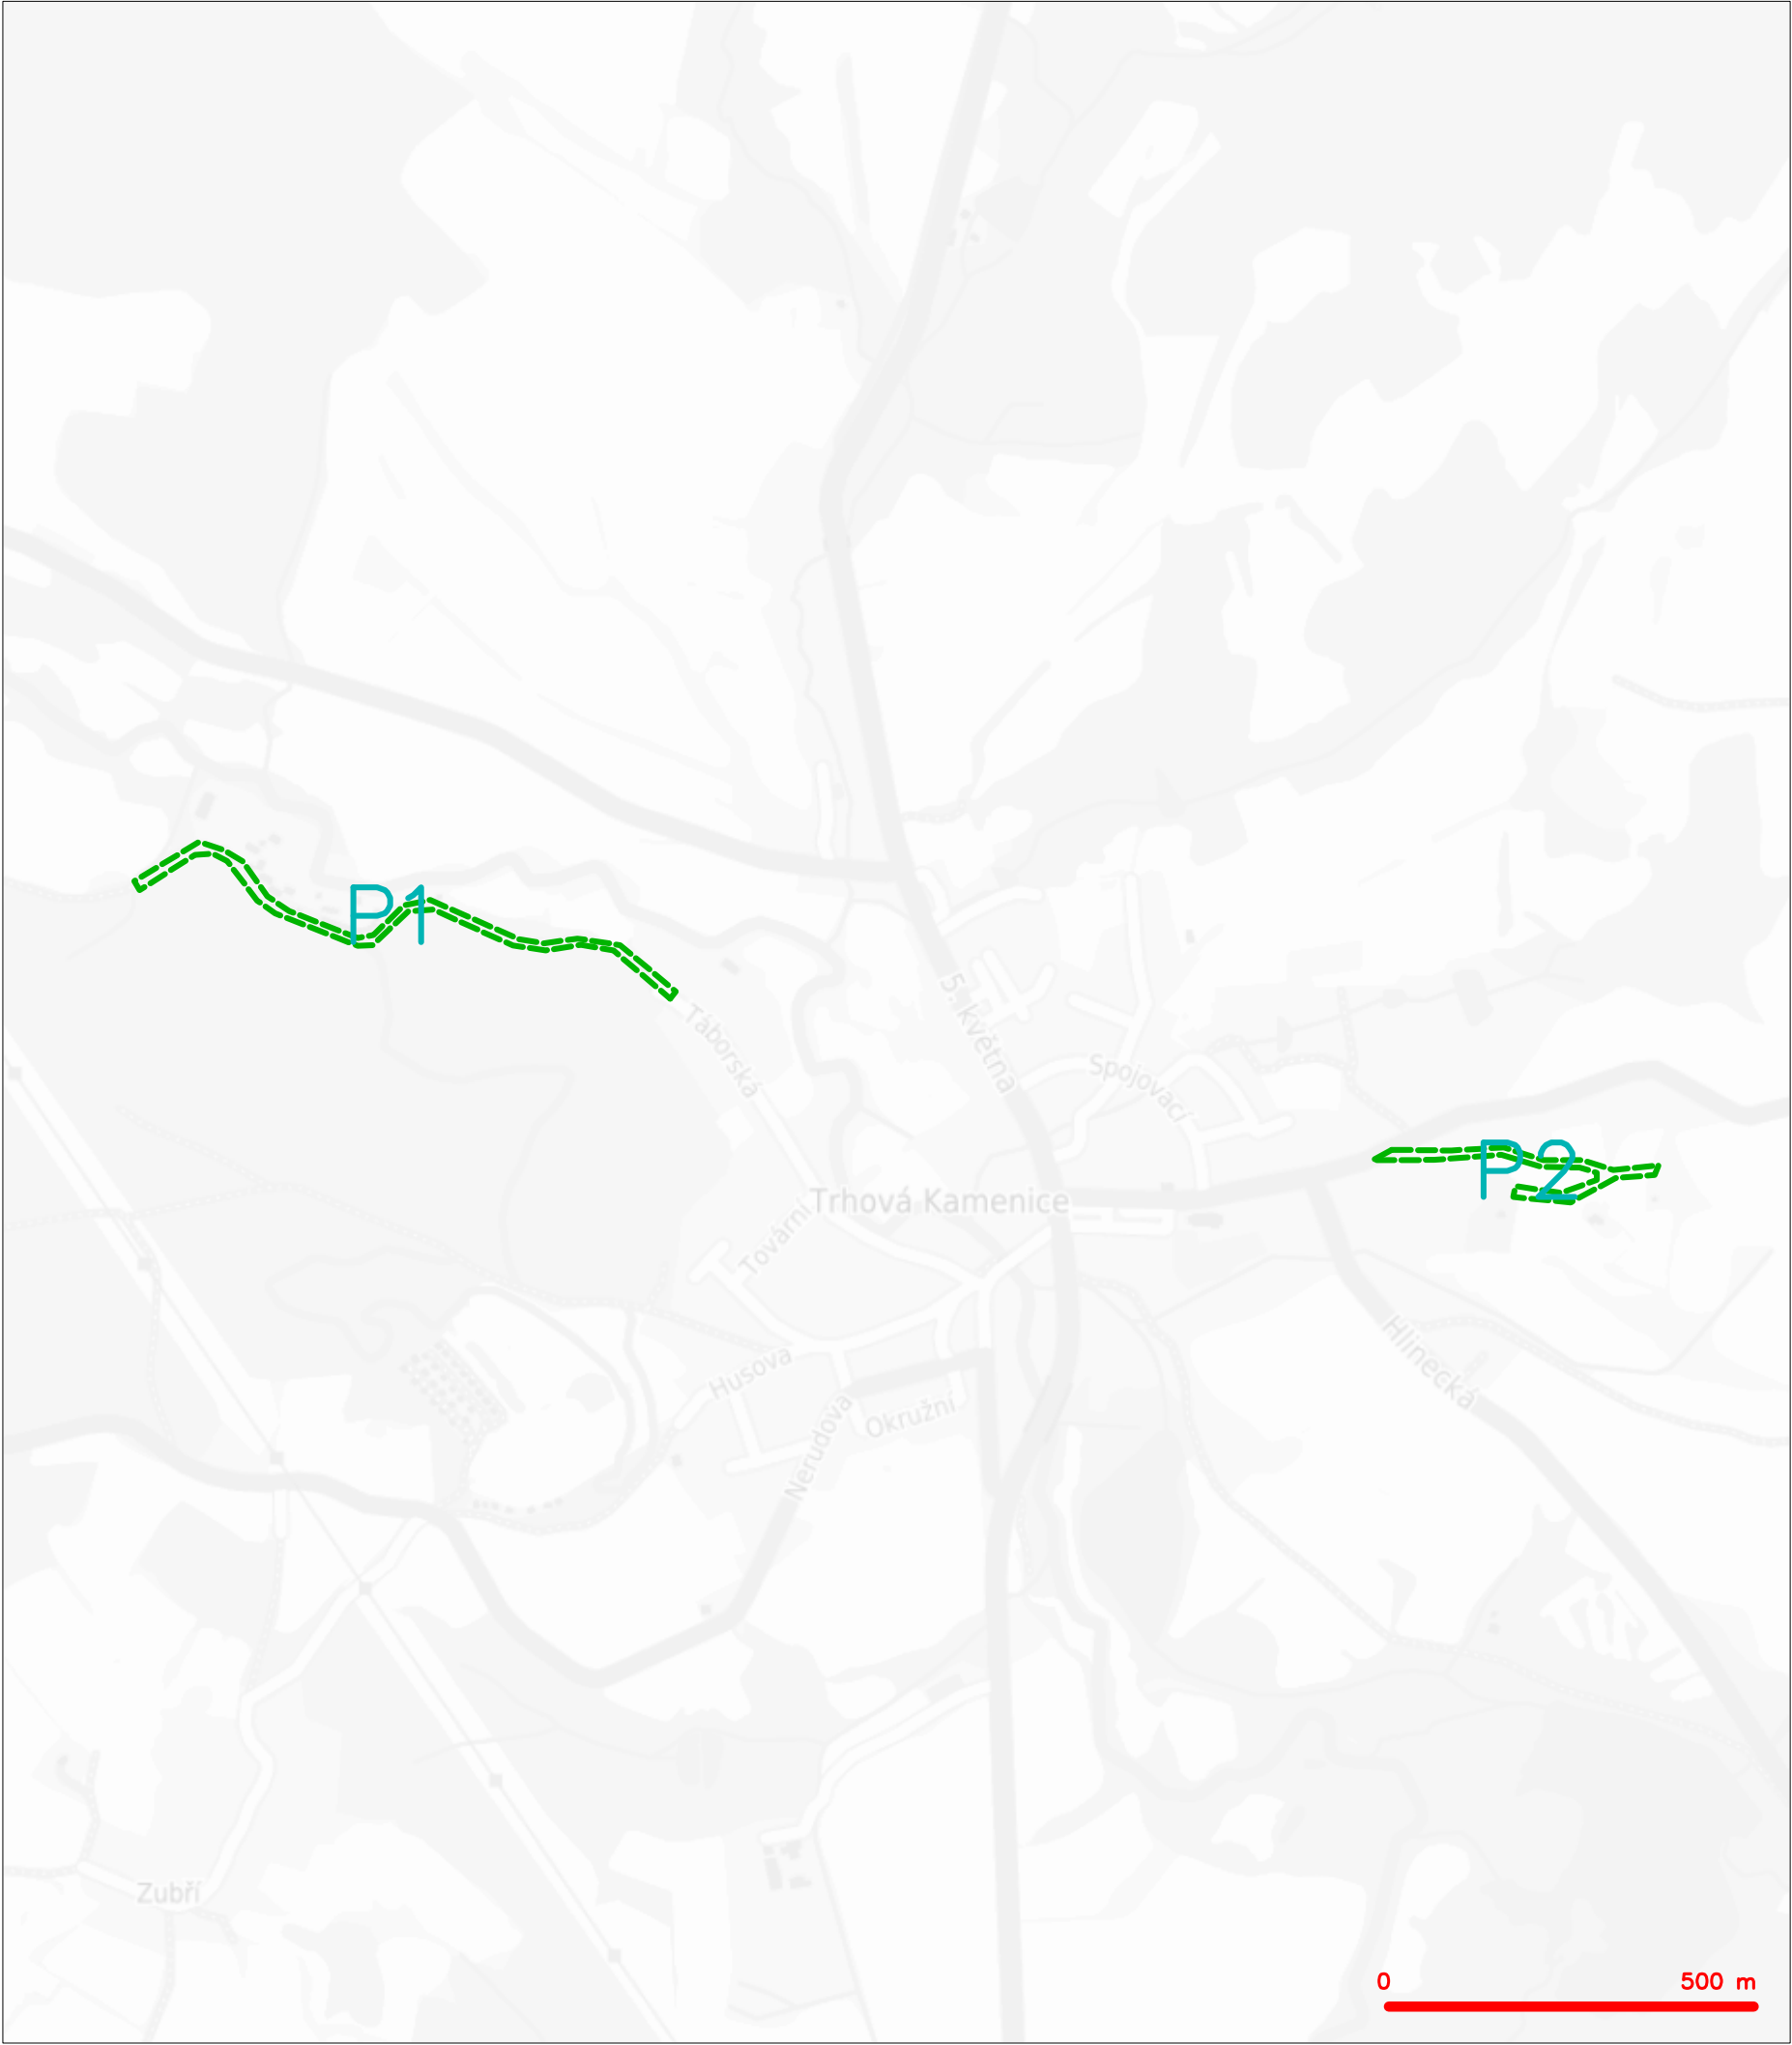 P1
Táborská
5. května
Spojovací
P2
Trhová Kamenice
Tovární
Hlinecká
Husova
Okružní
Nerudova
Zubří
0 500 m